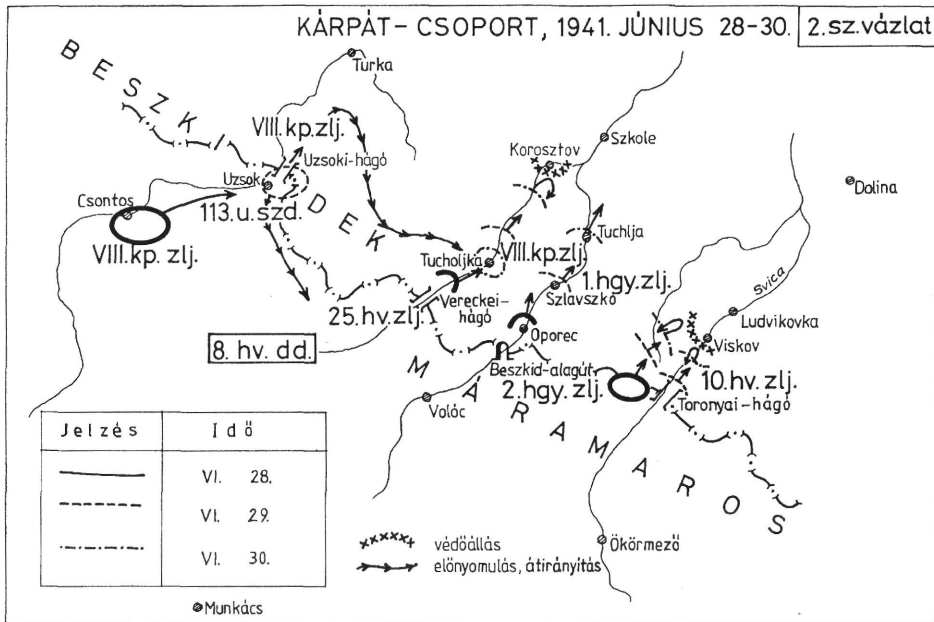 KÁRPÁT-CSOPORT, 1941. JÚNIUS 28-30.
2.sz.vázlat
BESZKIDEK
Turka
VIII.kp.zlj.
Uzsoki-hágó
Uzsok
Csontos
113.u.szd.
VIII.kp.zlj.
Korosztov
Szkole
Dolina
Tucholjka
VIII.kp.zlj.
Tuchlja
1.hgy.zlj.
Szlavszkó
Vereckei-hágó
25.hv.zlj.
Svica
Ludvikovka
Viskov
8. hv. dd.
Oporec
Beszkid-alagút
2.hgy.zlj.
10.hv.zlj.
Toronyai-hágó
Volóc
MÁRAMAROS
Jelzés Idő
VI. 28.
VI. 29.
VI. 30.
védőállás
előnyomulás, átirányítás
Ökörmező
Munkács